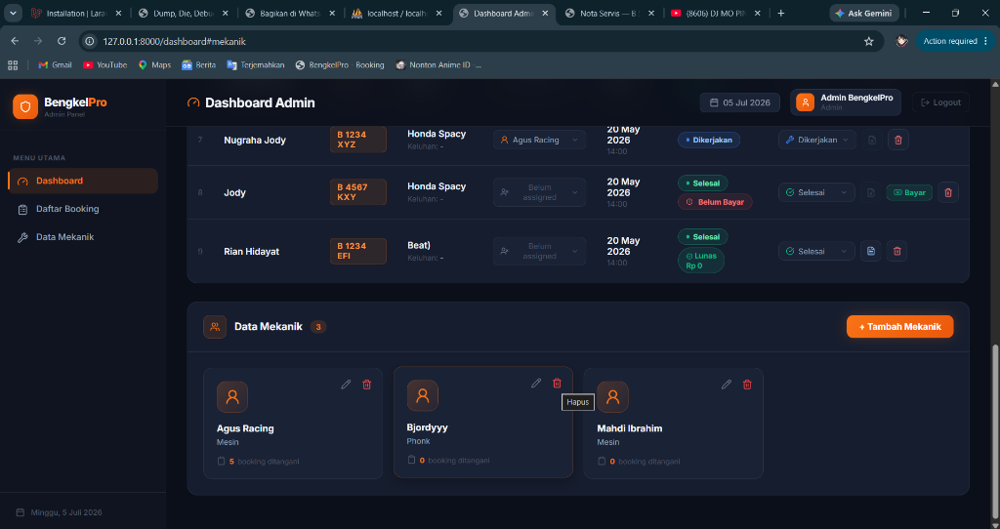 Installation | Lara
Dump, Die, Debu
Bagikan di Whats
localhost / localh
Dashboard Adm
Nota Servis — B
(8606) DJ MO PI
Ask Gemini
127.0.0.1:8000/dashboard#mekanik
Action required
Gmail
YouTube
Maps
Berita
Terjemahkan
BengkelPro - Booking
Nonton Anime ID ...
BengkelPro
Admin Panel
Dashboard Admin
05 Jul 2026
Admin BengkelPro
Admin
Logout
MENU UTAMA
Dashboard
Daftar Booking
Data Mekanik
7
Nugraha Jody
B 1234
XYZ
Honda Spacy
Keluhan: -
Agus Racing
20 May
2026
14:00
Dikerjakan
Dikerjakan
8
Jody
B 4567
KXY
Honda Spacy
Keluhan: -
Belum
assigned
20 May
2026
14:00
Selesai
Belum Bayar
Selesai
Bayar
9
Rian Hidayat
B 1234
EFI
Beat)
Keluhan: -
Belum
assigned
20 May
2026
14:00
Selesai
Lunas
Rp 0
Selesai
Data Mekanik 3
+ Tambah Mekanik
Agus Racing
Mesin
5 booking ditangani
Bjordyyy
Phonk
0 booking ditangani
Hapus
Mahdi Ibrahim
Mesin
0 booking ditangani
Minggu, 5 Juli 2026